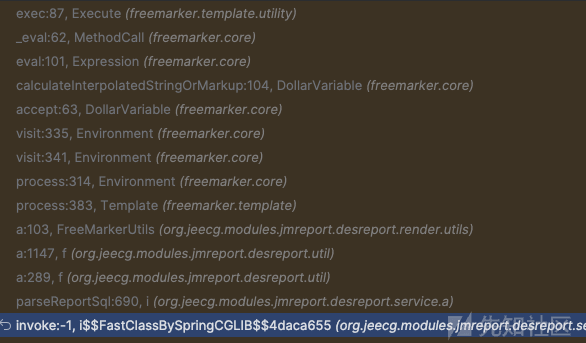 exec:87, Execute (freemarker.template.utility)
_eval:62, MethodCall (freemarker.core)
eval:101, Expression (freemarker.core)
calculateInterpolatedStringOrMarkup:104, DollarVariable (freemarker.core)
accept:63, DollarVariable (freemarker.core)
visit:335, Environment (freemarker.core)
visit:341, Environment (freemarker.core)
process:314, Environment (freemarker.core)
process:383, Template (freemarker.template)
a:103, FreeMarkerUtils (org.jeecg.modules.jmreport.desreport.render.utils)
a:1147, f (org.jeecg.modules.jmreport.desreport.util)
a:289, f (org.jeecg.modules.jmreport.desreport.util)
parseReportSql:690, i (org.jeecg.modules.jmreport.desreport.service.a)
invoke:-1, i$$FastClassBySpringCGLIB$$4daca655 (org.jeecg.modules.jmreport.desreport.se
先知社区